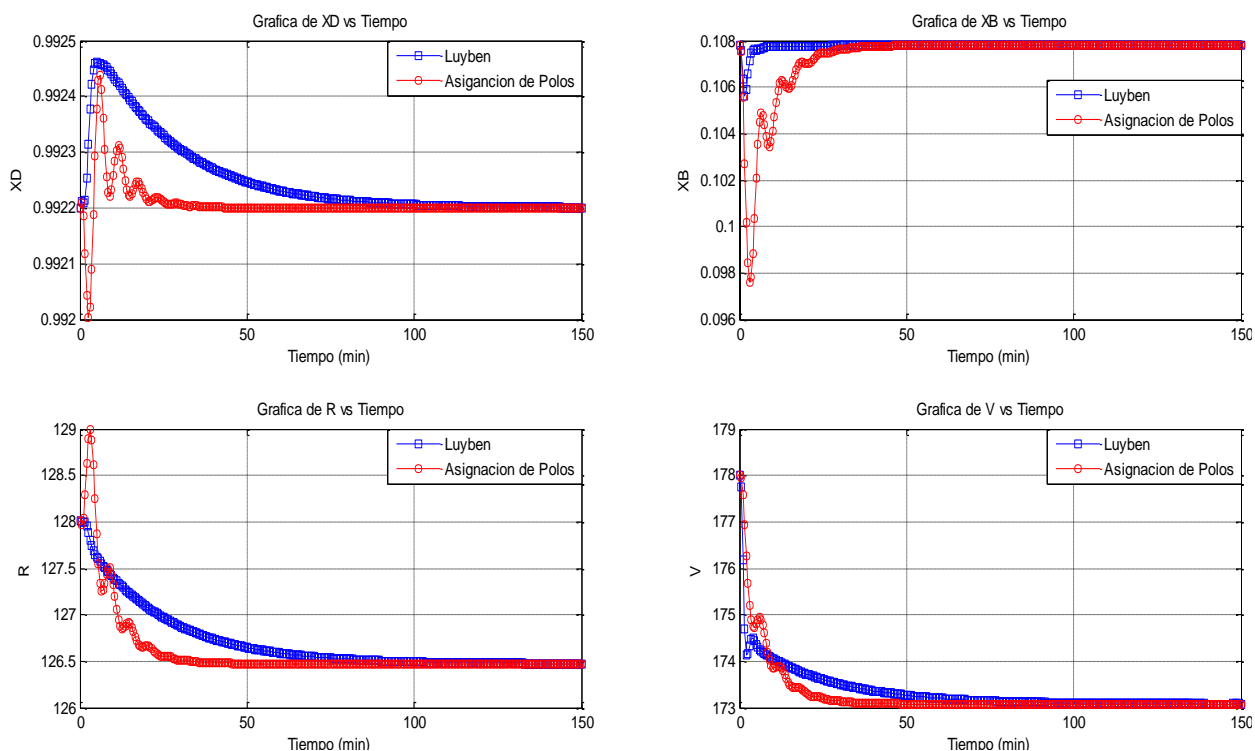 Grafica de XD vs Tiempo
0.9925
0.9924
0.9923
0.9922
0.9921
0.992
XD
0
50
100
150
Tiempo (min)
Luyben
Asigancion de Polos
Grafica de XB vs Tiempo
0.108
0.106
0.104
0.102
0.1
0.098
0.096
XB
0
50
100
150
Tiempo (min)
Luyben
Asignacion de Polos
Grafica de R vs Tiempo
129
128.5
128
127.5
127
126.5
126
R
0
50
100
150
Tiempo (min)
Luyben
Asignacion de Polos
Grafica de V vs Tiempo
179
178
177
176
175
174
173
V
0
50
100
150
Tiempo (min)
Luyben
Asignacion de Polos